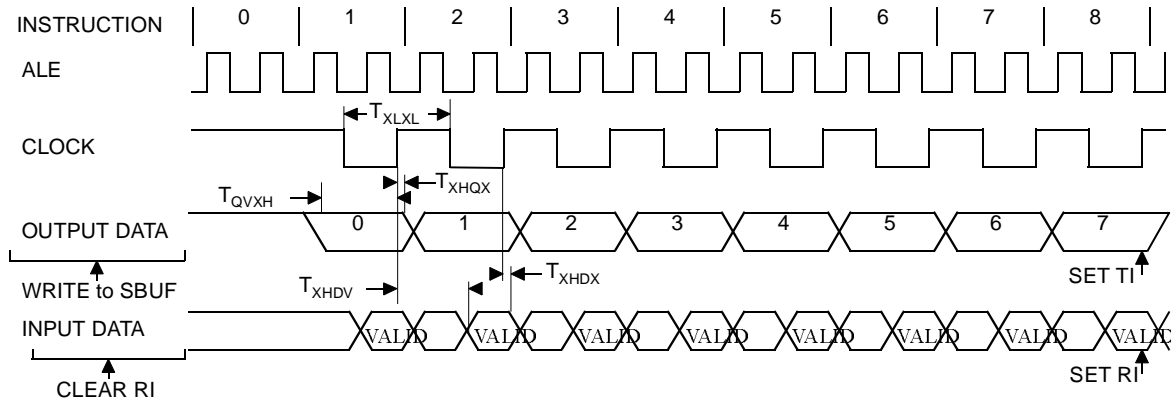 INSTRUCTION 0 1 2 3 4 5 6 7 8
ALE
T_XLXL
CLOCK
T_XHQX
T_QVXH
OUTPUT DATA 0 1 2 3 4 5 6 7
T_XHDX
SET TI
WRITE to SBUF
T_XHDV
INPUT DATA VALID VALID VALID VALID VALID VALID VALID VALID
SET RI
CLEAR RI